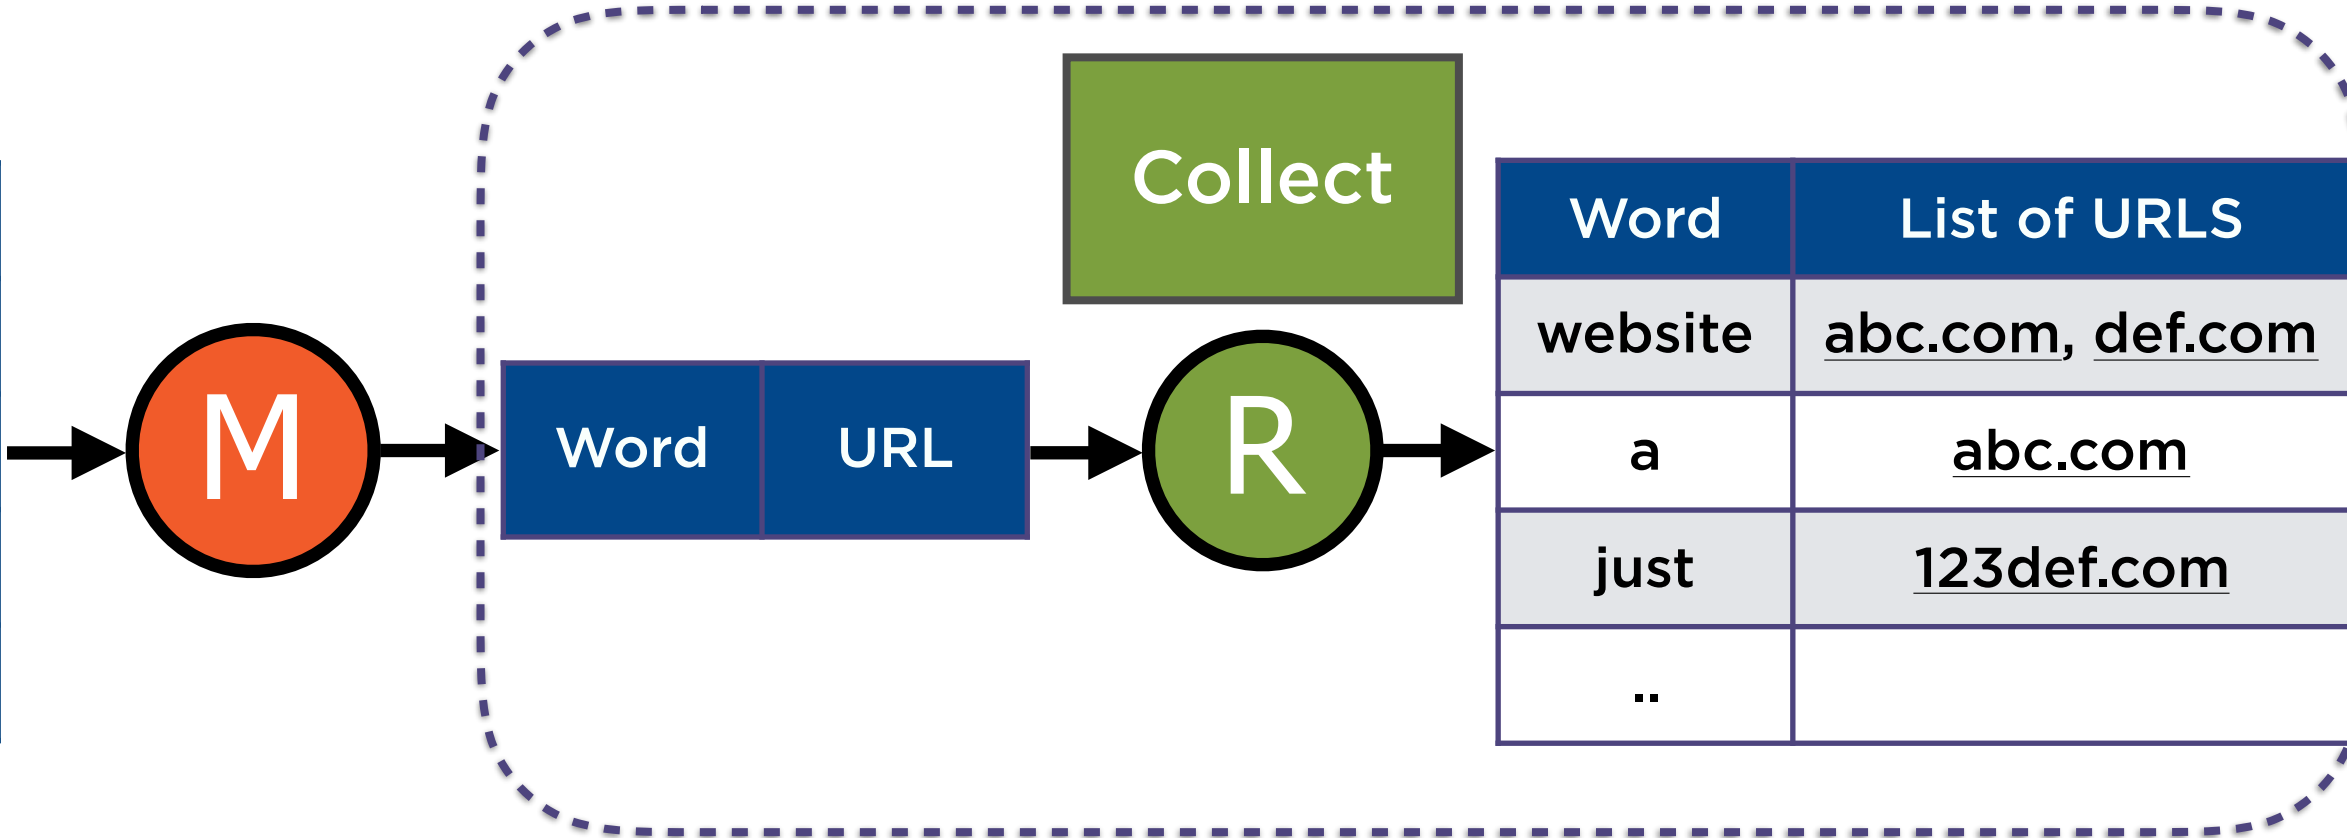 Collect
M
Word URL
R
Word List of URLS
website abc.com, def.com
a abc.com
just 123def.com
..